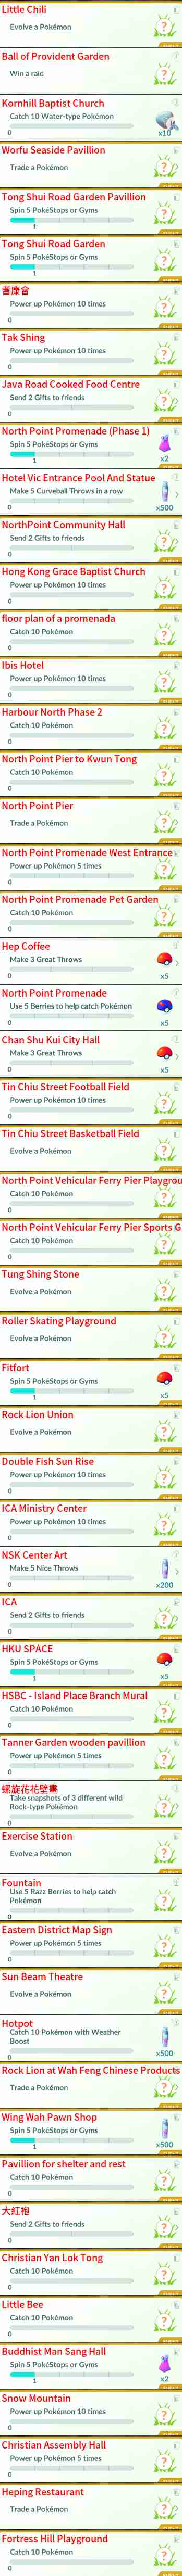 Little Chili
Evolve a Pokémon
Ball of Provident Garden
Win a raid
Kornhill Baptist Church
Catch 10 Water-type Pokémon
0
x10
Worfu Seaside Pavillion
Trade a Pokémon
Tong Shui Road Garden Pavillion
Spin 5 PokéStops or Gyms
1
Tong Shui Road Garden
Spin 5 PokéStops or Gyms
1
耆康會
Power up Pokémon 10 times
0
Tak Shing
Power up Pokémon 10 times
0
Java Road Cooked Food Centre
Send 2 Gifts to friends
0
North Point Promenade (Phase 1)
Spin 5 PokéStops or Gyms
1
x2
Hotel Vic Entrance Pool And Statue
Make 5 Curveball Throws in a row
0
x500
NorthPoint Community Hall
Send 2 Gifts to friends
0
Hong Kong Grace Baptist Church
Power up Pokémon 10 times
0
floor plan of a promenada
Catch 10 Pokémon
0
Ibis Hotel
Power up Pokémon 10 times
0
Harbour North Phase 2
Catch 10 Pokémon
0
North Point Pier to Kwun Tong
Catch 10 Pokémon
0
North Point Pier
Trade a Pokémon
North Point Promenade West Entrance
Power up Pokémon 5 times
0
North Point Promenade Pet Garden
Catch 10 Pokémon
0
Hep Coffee
Make 3 Great Throws
0
x5
North Point Promenade
Use 5 Berries to help catch Pokémon
0
x5
Chan Shu Kui City Hall
Make 3 Great Throws
0
x5
Tin Chiu Street Football Field
Power up Pokémon 10 times
0
Tin Chiu Street Basketball Field
Evolve a Pokémon
North Point Vehicular Ferry Pier Playgrou
Catch 10 Pokémon
0
North Point Vehicular Ferry Pier Sports G
Catch 10 Pokémon
0
Tung Shing Stone
Evolve a Pokémon
Roller Skating Playground
Evolve a Pokémon
Fitfort
Spin 5 PokéStops or Gyms
1
x5
Rock Lion Union
Evolve a Pokémon
Double Fish Sun Rise
Power up Pokémon 10 times
0
ICA Ministry Center
Power up Pokémon 10 times
0
NSK Center Art
Make 5 Nice Throws
0
x200
ICA
Send 2 Gifts to friends
0
HKU SPACE
Spin 5 PokéStops or Gyms
1
x5
HSBC - Island Place Branch Mural
Catch 10 Pokémon
0
Tanner Garden wooden pavillion
Power up Pokémon 5 times
0
螺旋花花壁畫
Take snapshots of 3 different wild
Rock-type Pokémon
0
Exercise Station
Evolve a Pokémon
Fountain
Use 5 Razz Berries to help catch
Pokémon
0
Eastern District Map Sign
Power up Pokémon 5 times
0
Sun Beam Theatre
Evolve a Pokémon
Hotpot
Catch 10 Pokémon with Weather
Boost
0
x500
Rock Lion at Wah Feng Chinese Products
Trade a Pokémon
Wing Wah Pawn Shop
Spin 5 PokéStops or Gyms
1
x500
Pavillion for shelter and rest
Catch 10 Pokémon
0
大紅袍
Send 2 Gifts to friends
0
Christian Yan Lok Tong
Catch 10 Pokémon
0
Little Bee
Catch 10 Pokémon
0
Buddhist Man Sang Hall
Spin 5 PokéStops or Gyms
1
x2
Snow Mountain
Power up Pokémon 10 times
0
Christian Assembly Hall
Power up Pokémon 5 times
0
Heping Restaurant
Trade a Pokémon
Fortress Hill Playground
Catch 10 Pokémon
0